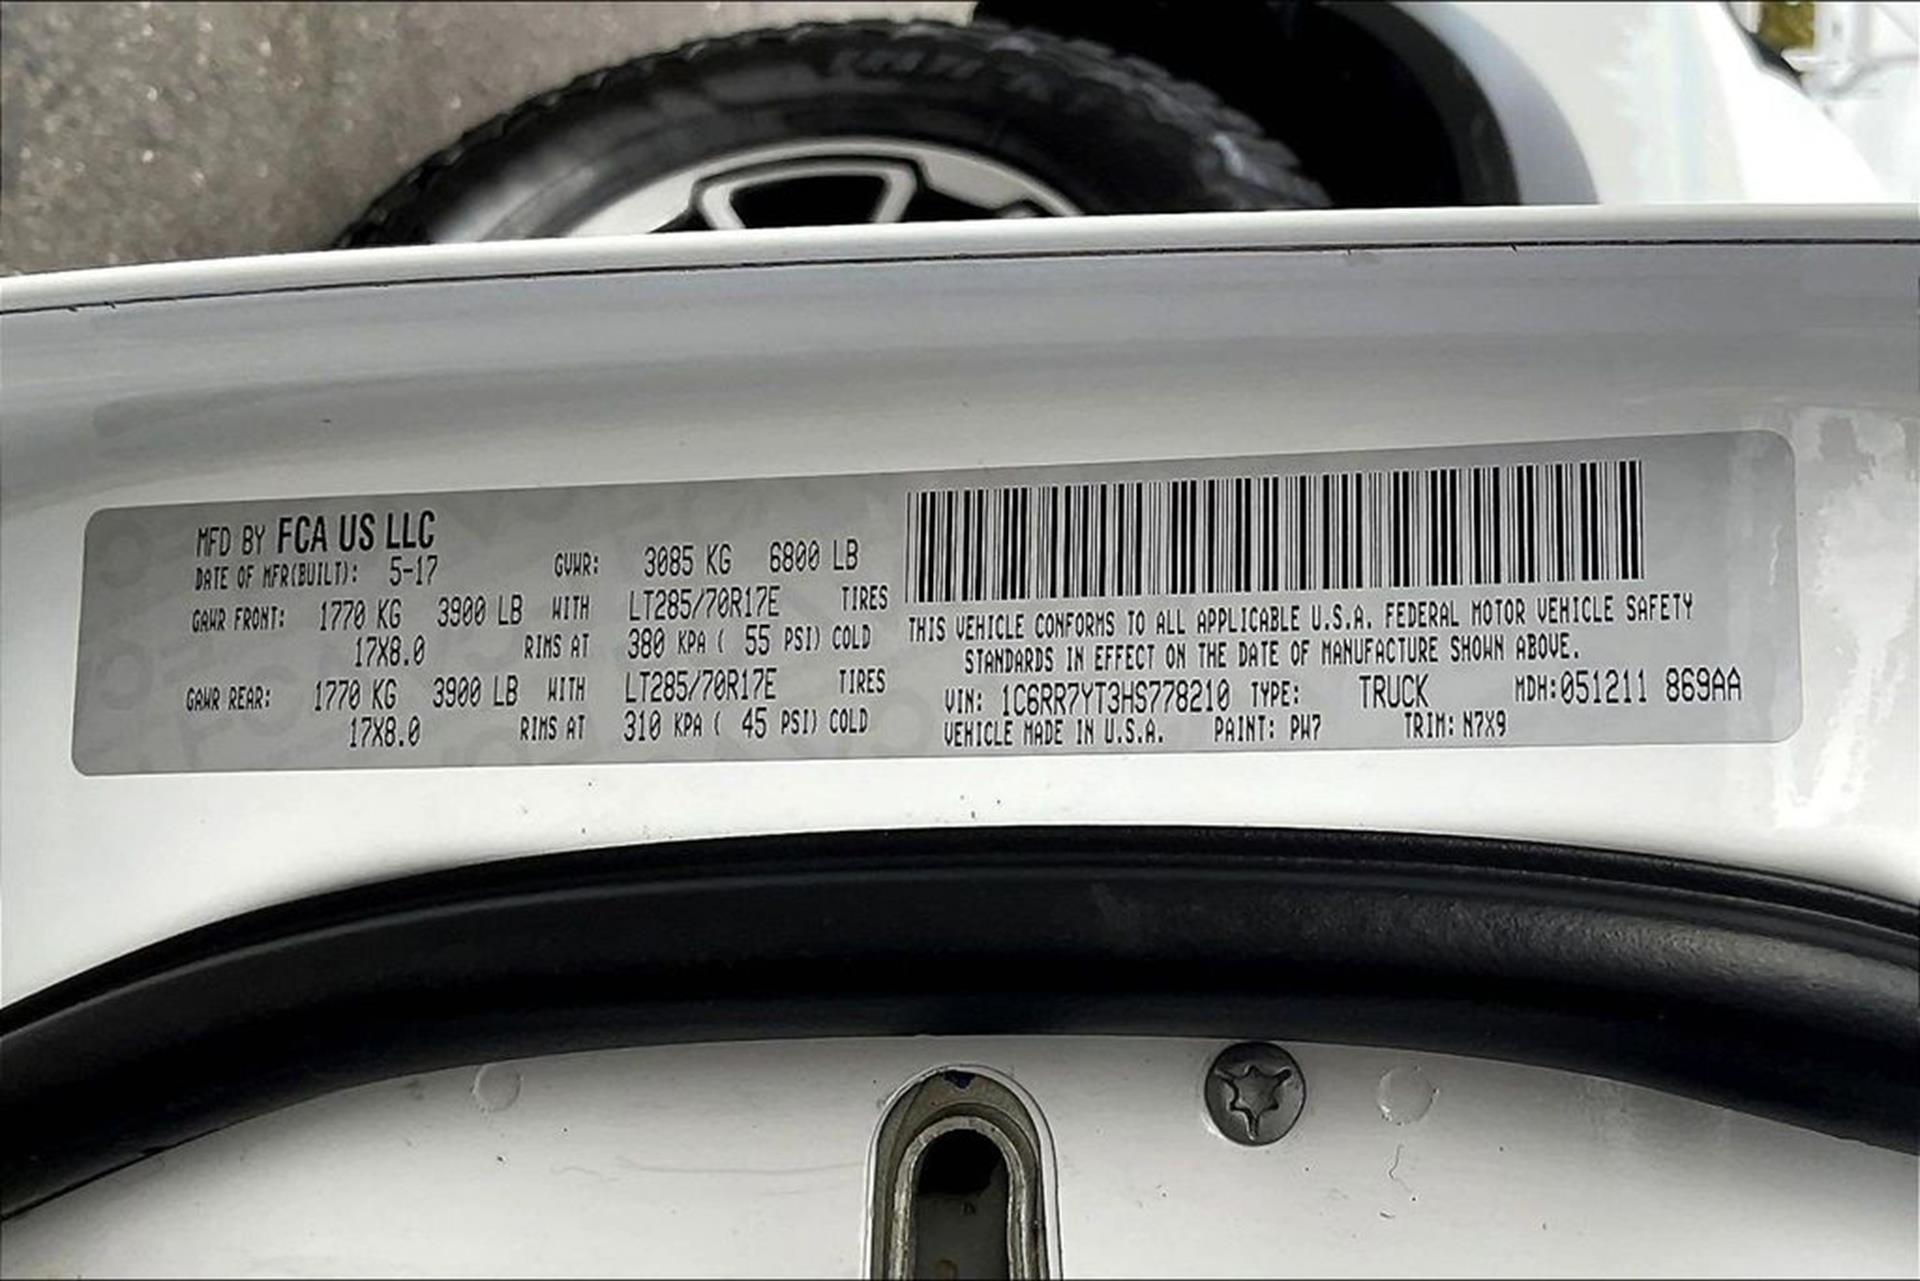 MFD BY FCA US LLC
DATE OF MFR(BUILT): 5-17 GVWR: 3085 KG 6800 LB
GAWR FRONT: 1770 KG 3900 LB WITH LT285/70R17E TIRES
17X8.0 RIMS AT 380 KPA ( 55 PSI) COLD
GAWR REAR: 1770 KG 3900 LB WITH LT285/70R17E TIRES
17X8.0 RIMS AT 310 KPA ( 45 PSI) COLD
THIS VEHICLE CONFORMS TO ALL APPLICABLE U.S.A. FEDERAL MOTOR VEHICLE SAFETY
STANDARDS IN EFFECT ON THE DATE OF MANUFACTURE SHOWN ABOVE.
VIN: 1C6RR7YT3HS778210 TYPE: TRUCK MDH:051211 869AA
VEHICLE MADE IN U.S.A. PAINT: PW7 TRIM: N7X9